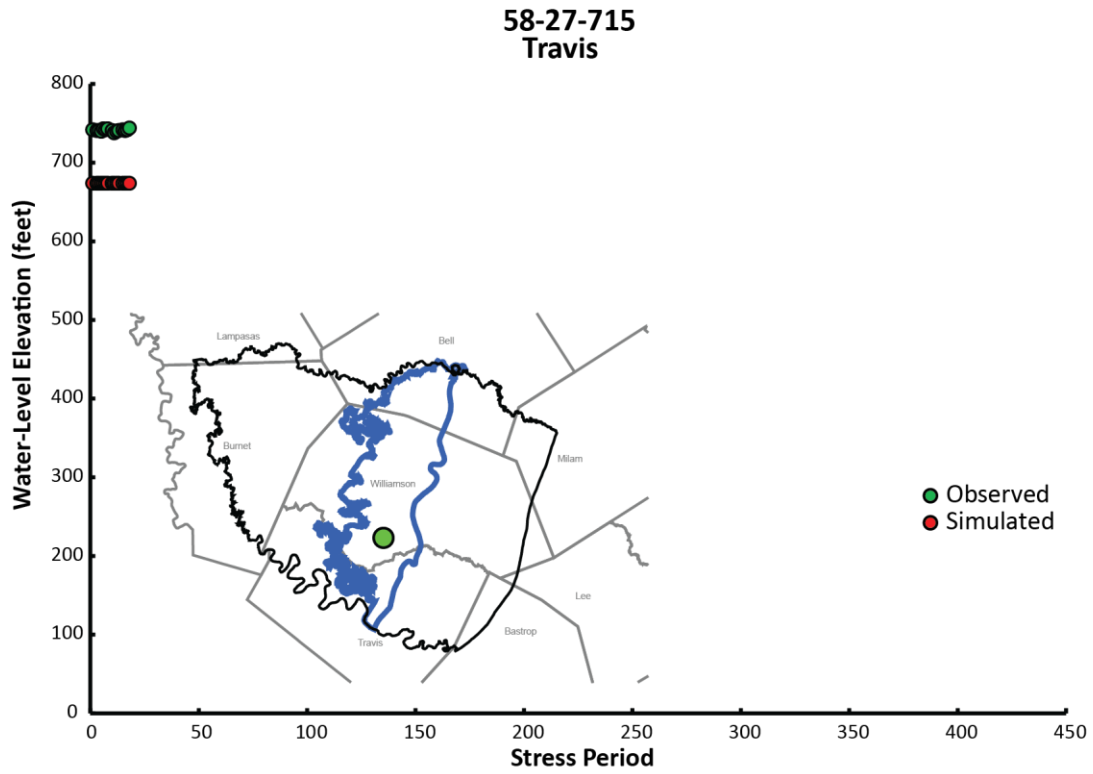 58-27-715
Travis
Water-Level Elevation (feet)
800
700
600
500
400
300
200
100
0
Lampasas
Bell
Burnet
Milam
Williamson
Lee
Bastrop
Travis
Observed
Simulated
0 50 100 150 200 250 300 350 400 450
Stress Period